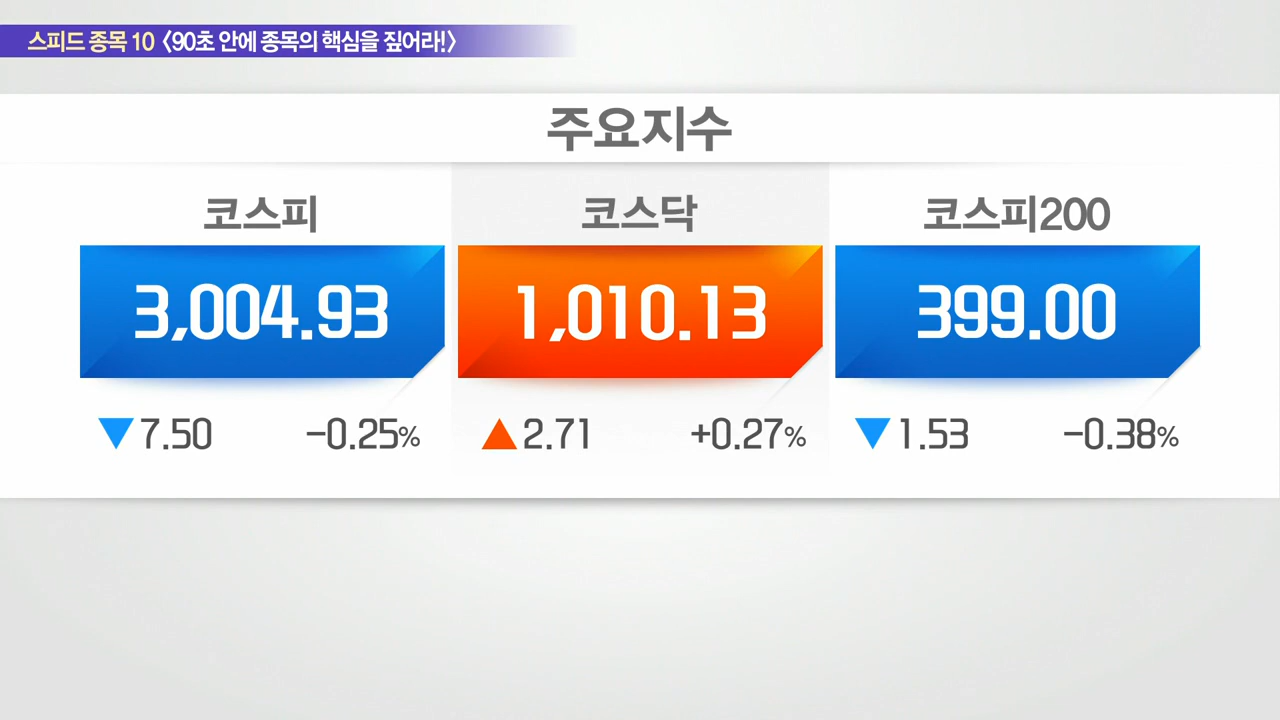 스피드 종목 10 〈90초 안에 종목의 핵심을 짚어라!〉
주요지수
코스피 코스닥 코스피200
3,004.93 1,010.13 399.00
▼7.50 -0.25% ▲2.71 +0.27% ▼1.53 -0.38%